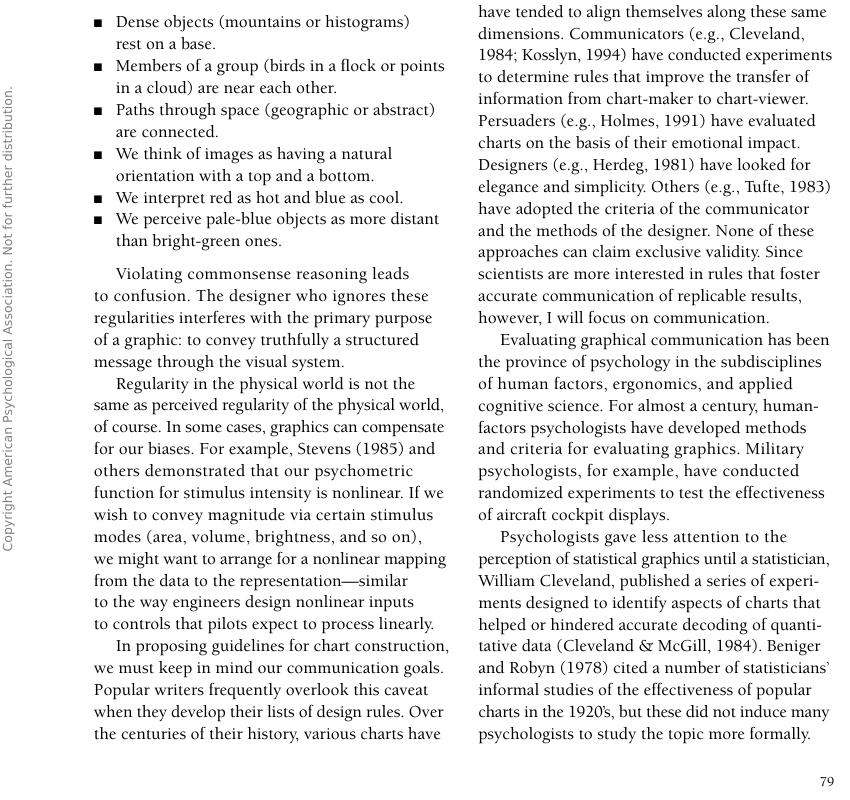 ■ Dense objects (mountains or histograms)
rest on a base.
■ Members of a group (birds in a flock or points
in a cloud) are near each other.
■ Paths through space (geographic or abstract)
are connected.
■ We think of images as having a natural
orientation with a top and a bottom.
■ We interpret red as hot and blue as cool.
■ We perceive pale-blue objects as more distant
than bright-green ones.
Violating commonsense reasoning leads
to confusion. The designer who ignores these
regularities interferes with the primary purpose
of a graphic: to convey truthfully a structured
message through the visual system.
Regularity in the physical world is not the
same as perceived regularity of the physical world,
of course. In some cases, graphics can compensate
for our biases. For example, Stevens (1985) and
others demonstrated that our psychometric
function for stimulus intensity is nonlinear. If we
wish to convey magnitude via certain stimulus
modes (area, volume, brightness, and so on),
we might want to arrange for a nonlinear mapping
from the data to the representation—similar
to the way engineers design nonlinear inputs
to controls that pilots expect to process linearly.
In proposing guidelines for chart construction,
we must keep in mind our communication goals.
Popular writers frequently overlook this caveat
when they develop their lists of design rules. Over
the centuries of their history, various charts have
have tended to align themselves along these same
dimensions. Communicators (e.g., Cleveland,
1984; Kosslyn, 1994) have conducted experiments
to determine rules that improve the transfer of
information from chart-maker to chart-viewer.
Persuaders (e.g., Holmes, 1991) have evaluated
charts on the basis of their emotional impact.
Designers (e.g., Herdeg, 1981) have looked for
elegance and simplicity. Others (e.g., Tufte, 1983)
have adopted the criteria of the communicator
and the methods of the designer. None of these
approaches can claim exclusive validity. Since
scientists are more interested in rules that foster
accurate communication of replicable results,
however, I will focus on communication.
Evaluating graphical communication has been
the province of psychology in the subdisciplines
of human factors, ergonomics, and applied
cognitive science. For almost a century, human-
factors psychologists have developed methods
and criteria for evaluating graphics. Military
psychologists, for example, have conducted
randomized experiments to test the effectiveness
of aircraft cockpit displays.
Psychologists gave less attention to the
perception of statistical graphics until a statistician,
William Cleveland, published a series of experi-
ments designed to identify aspects of charts that
helped or hindered accurate decoding of quanti-
tative data (Cleveland & McGill, 1984). Beniger
and Robyn (1978) cited a number of statisticians'
informal studies of the effectiveness of popular
charts in the 1920's, but these did not induce many
psychologists to study the topic more formally.
79
Copyright American Psychological Association. Not for further distribution.